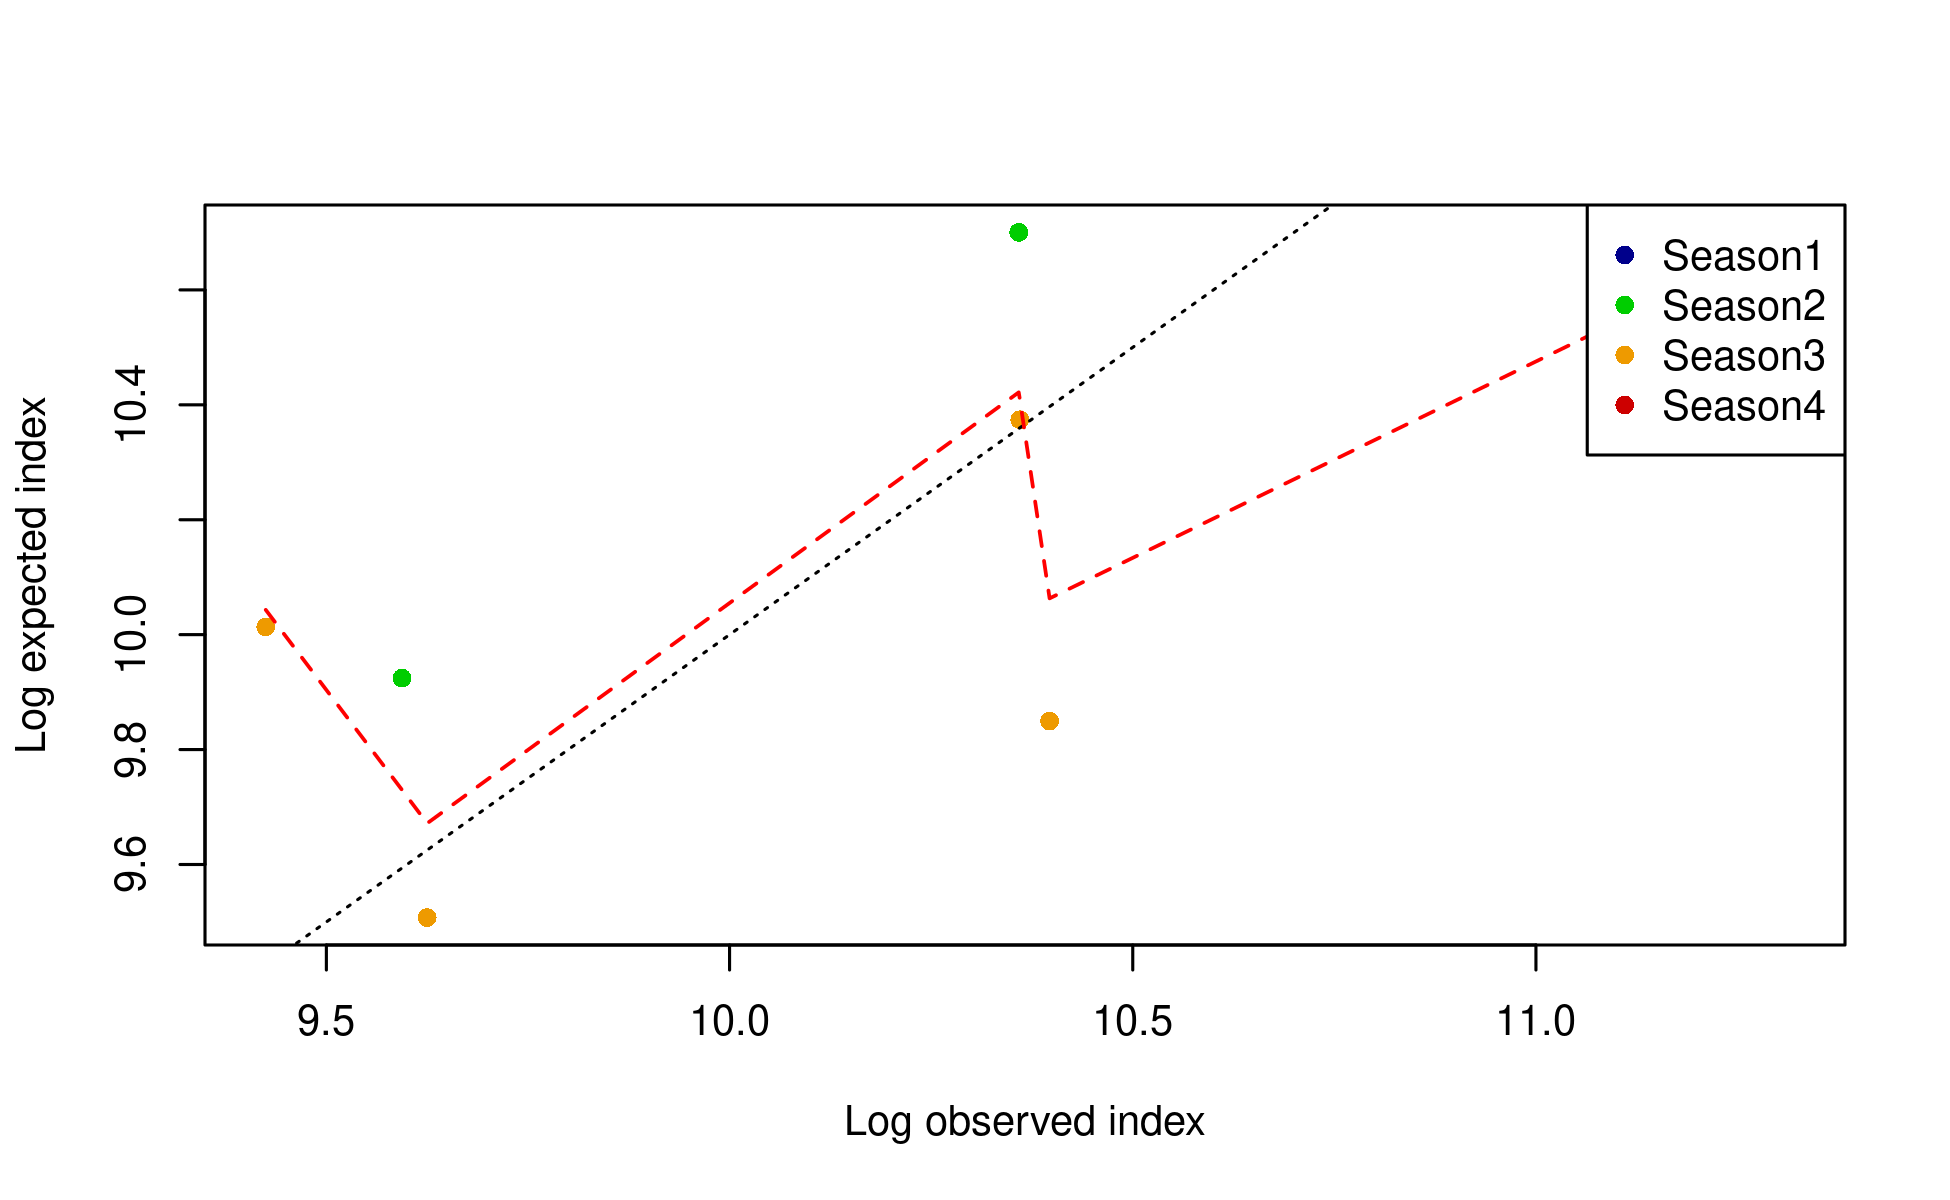 Season1
Season2
Season3
Season4
Log expected index
10.4
10.0
9.8
9.6
9.5 10.0 10.5 11.0
Log observed index